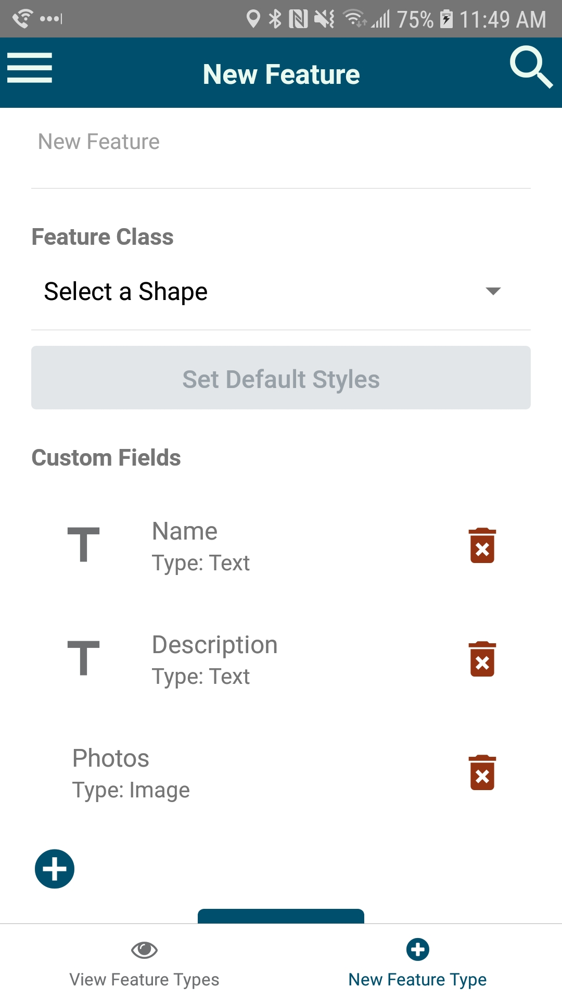 75% 11:49 AM
New Feature
New Feature
Feature Class
Select a Shape
Set Default Styles
Custom Fields
Name
Type: Text
Description
Type: Text
Photos
Type: Image
View Feature Types
New Feature Type